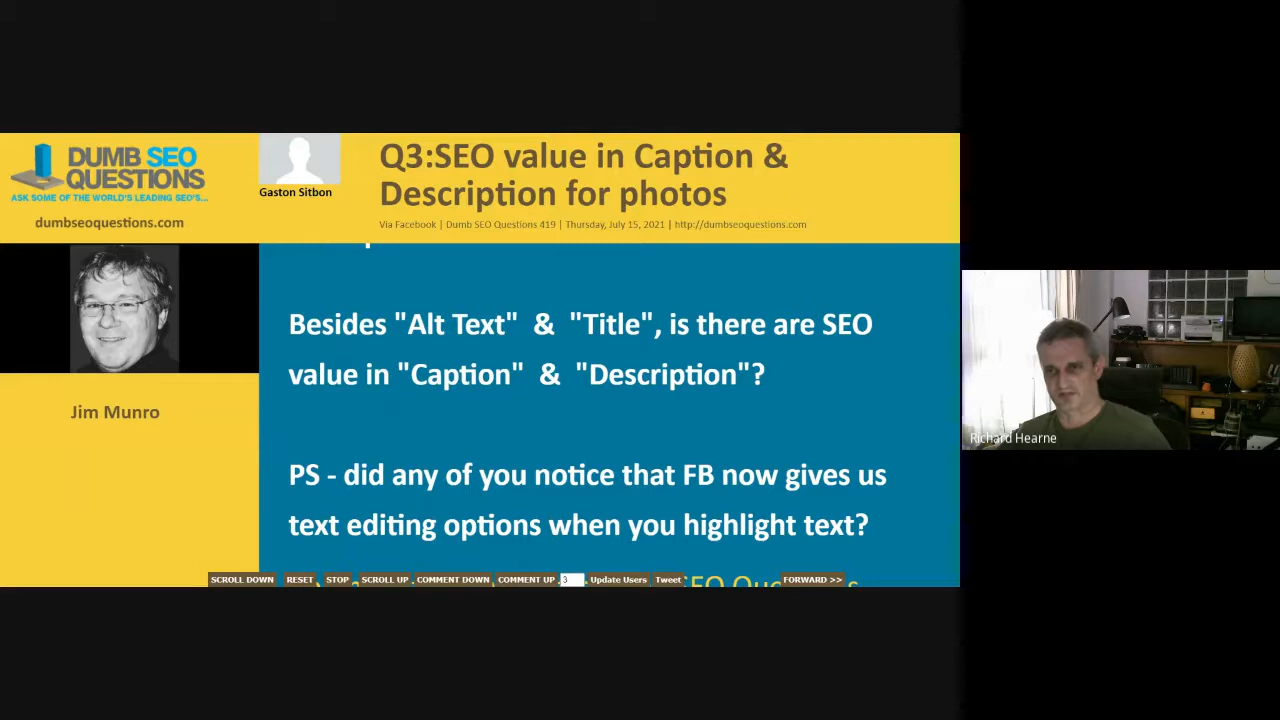 DUMB SEO
QUESTIONS
ASK SOME OF THE WORLD'S LEADING SEO'S...
dumbseoquestions.com
Gaston Sitbon
Q3:SEO value in Caption &
Description for photos
Via Facebook | Dumb SEO Questions 419 | Thursday, July 15, 2021 | http://dumbseoquestions.com
Jim Munro
Besides "Alt Text" & "Title", is there are SEO
value in "Caption" & "Description"?
PS - did any of you notice that FB now gives us
text editing options when you highlight text?
SCROLL DOWN RESET STOP SCROLL UP COMMENT DOWN COMMENT UP 3 Update Users Tweet FORWARD >>
Richard Hearne